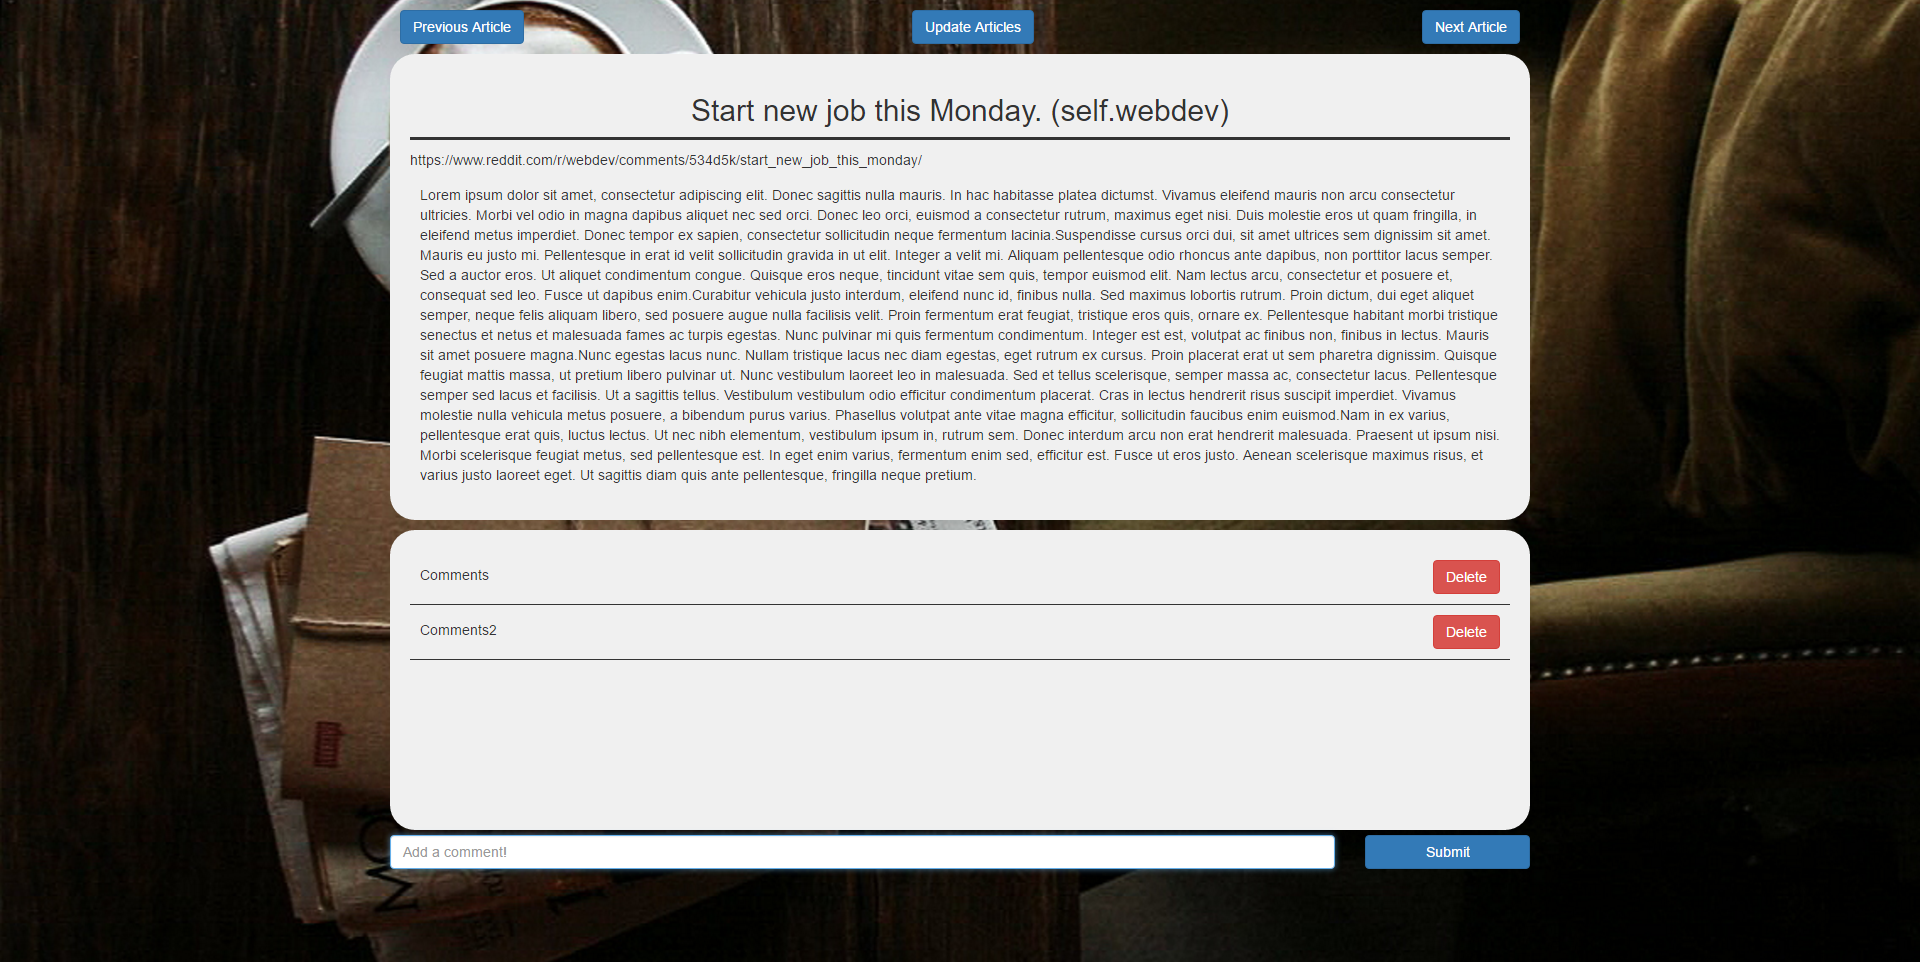 Previous Article
Update Articles
Next Article
Start new job this Monday. (self.webdev)
https://www.reddit.com/r/webdev/comments/534d5k/start_new_job_this_monday/
Lorem ipsum dolor sit amet, consectetur adipiscing elit. Donec sagittis nulla mauris. In hac habitasse platea dictumst. Vivamus eleifend mauris non arcu consectetur
ultricies. Morbi vel odio in magna dapibus aliquet nec sed orci. Donec leo orci, euismod a consectetur rutrum, maximus eget nisi. Duis molestie eros ut quam fringilla, in
eleifend metus imperdiet. Donec tempor ex sapien, consectetur sollicitudin neque fermentum lacinia.Suspendisse cursus orci dui, sit amet ultrices sem dignissim sit amet.
Mauris eu justo mi. Pellentesque in erat id velit sollicitudin gravida in ut elit. Integer a velit mi. Aliquam pellentesque odio rhoncus ante dapibus, non porttitor lacus semper.
Sed a auctor eros. Ut aliquet condimentum congue. Quisque eros neque, tincidunt vitae sem quis, tempor euismod elit. Nam lectus arcu, consectetur et posuere et,
consequat sed leo. Fusce ut dapibus enim.Curabitur vehicula justo interdum, eleifend nunc id, finibus nulla. Sed maximus lobortis rutrum. Proin dictum, dui eget aliquet
semper, neque felis aliquam libero, sed posuere augue nulla facilisis velit. Proin fermentum erat feugiat, tristique eros quis, ornare ex. Pellentesque habitant morbi tristique
senectus et netus et malesuada fames ac turpis egestas. Nunc pulvinar mi quis fermentum condimentum. Integer est est, volutpat ac finibus non, finibus in lectus. Mauris
sit amet posuere magna.Nunc egestas lacus nunc. Nullam tristique lacus nec diam egestas, eget rutrum ex cursus. Proin placerat erat ut sem pharetra dignissim. Quisque
feugiat mattis massa, ut pretium libero pulvinar ut. Nunc vestibulum laoreet leo in malesuada. Sed et tellus scelerisque, semper massa ac, consectetur lacus. Pellentesque
semper sed lacus et facilisis. Ut a sagittis tellus. Vestibulum vestibulum odio efficitur condimentum placerat. Cras in lectus hendrerit risus suscipit imperdiet. Vivamus
molestie nulla vehicula metus posuere, a bibendum purus varius. Phasellus volutpat ante vitae magna efficitur, sollicitudin faucibus enim euismod.Nam in ex varius,
pellentesque erat quis, luctus lectus. Ut nec nibh elementum, vestibulum ipsum in, rutrum sem. Donec interdum arcu non erat hendrerit malesuada. Praesent ut ipsum nisi.
Morbi scelerisque feugiat metus, sed pellentesque est. In eget enim varius, fermentum enim sed, efficitur est. Fusce ut eros justo. Aenean scelerisque maximus risus, et
varius justo laoreet eget. Ut sagittis diam quis ante pellentesque, fringilla neque pretium.
Comments
Delete
Comments2
Delete
Add a comment!
Submit